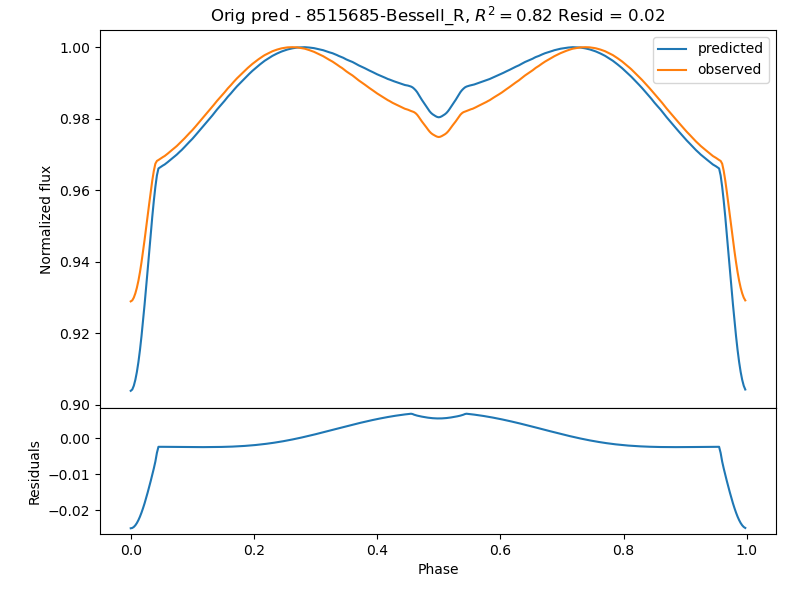 Orig pred - 8515685-Bessell_R, $R^2 = 0.82$ Resid = 0.02
predicted
observed
1.00
0.98
0.96
0.94
0.92
0.90
Normalized flux
0.00
−0.01
−0.02
Residuals
0.0 0.2 0.4 0.6 0.8 1.0
Phase